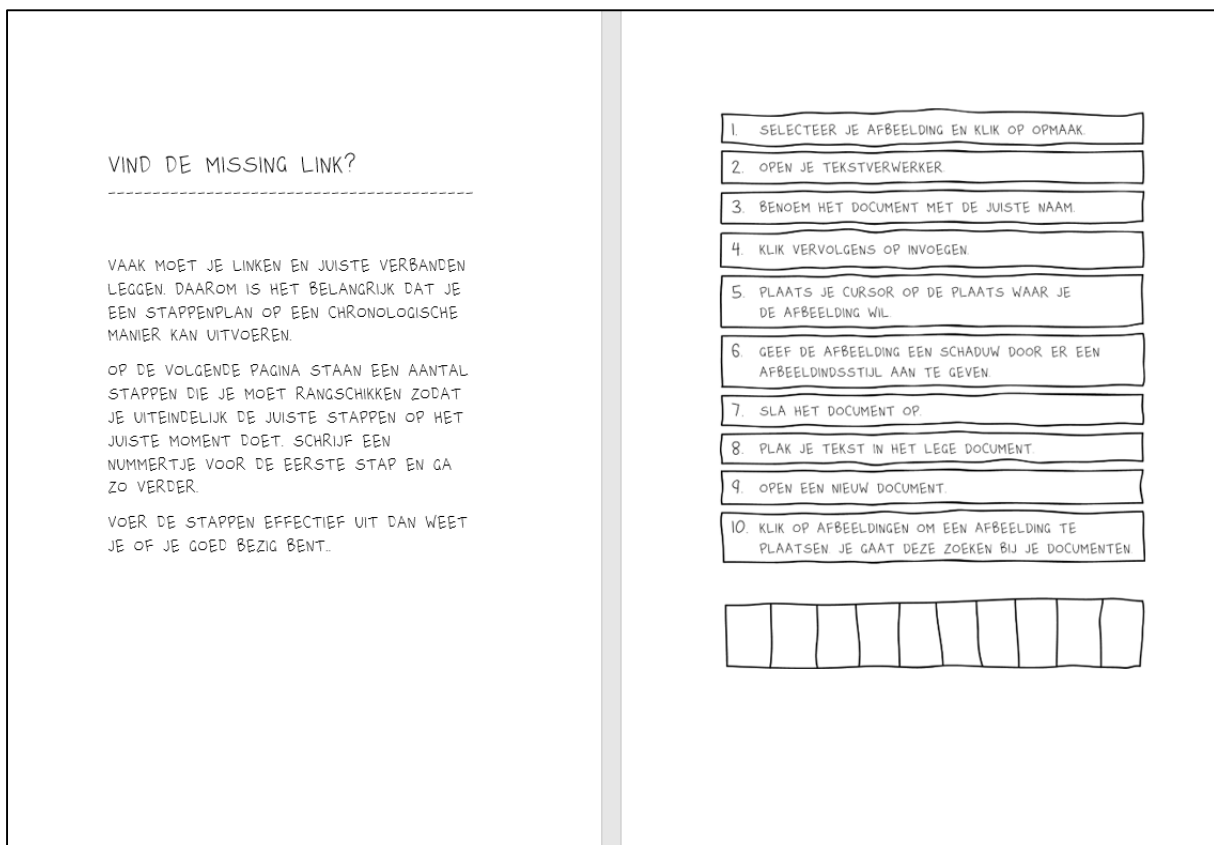 VIND DE MISSING LINK?
VAAK MOET JE LINKEN EN JUISTE VERBANDEN
LEGGEN. DAAROM IS HET BELANGRIJK DAT JE
EEN STAPPENPLAN OP EEN CHRONOLOGISCHE
MANIER KAN UITVOEREN.
OP DE VOLGENDE PAGINA STAAN EEN AANTAL
STAPPEN DIE JE MOET RANGSCHIKKEN ZODAT
JE UITEINDELIJK DE JUISTE STAPPEN OP HET
JUISTE MOMENT DOET. SCHRIJF EEN
NUMMERTJE VOOR DE EERSTE STAP EN GA
ZO VERDER.
VOER DE STAPPEN EFFECTIEF UIT DAN WEET
JE OF JE GOED BEZIG BENT...
1. SELECTEER JE AFBEELDING EN KLIK OP OPMAAK.
2. OPEN JE TEKSTVERWERKER.
3. BENOEM HET DOCUMENT MET DE JUISTE NAAM.
4. KLIK VERVOLGENS OP INVOEGEN.
5. PLAATS JE CURSOR OP DE PLAATS WAAR JE
DE AFBEELDING WIL.
6. GEEF DE AFBEELDING EEN SCHADUW DOOR ER EEN
AFBEELDINDSSTIJL AAN TE GEVEN.
7. SLA HET DOCUMENT OP.
8. PLAK JE TEKST IN HET LEGE DOCUMENT.
9. OPEN EEN NIEUW DOCUMENT.
10. KLIK OP AFBEELDINGEN OM EEN AFBEELDING TE
PLAATSEN. JE GAAT DEZE ZOEKEN BIJ JE DOCUMENTEN.